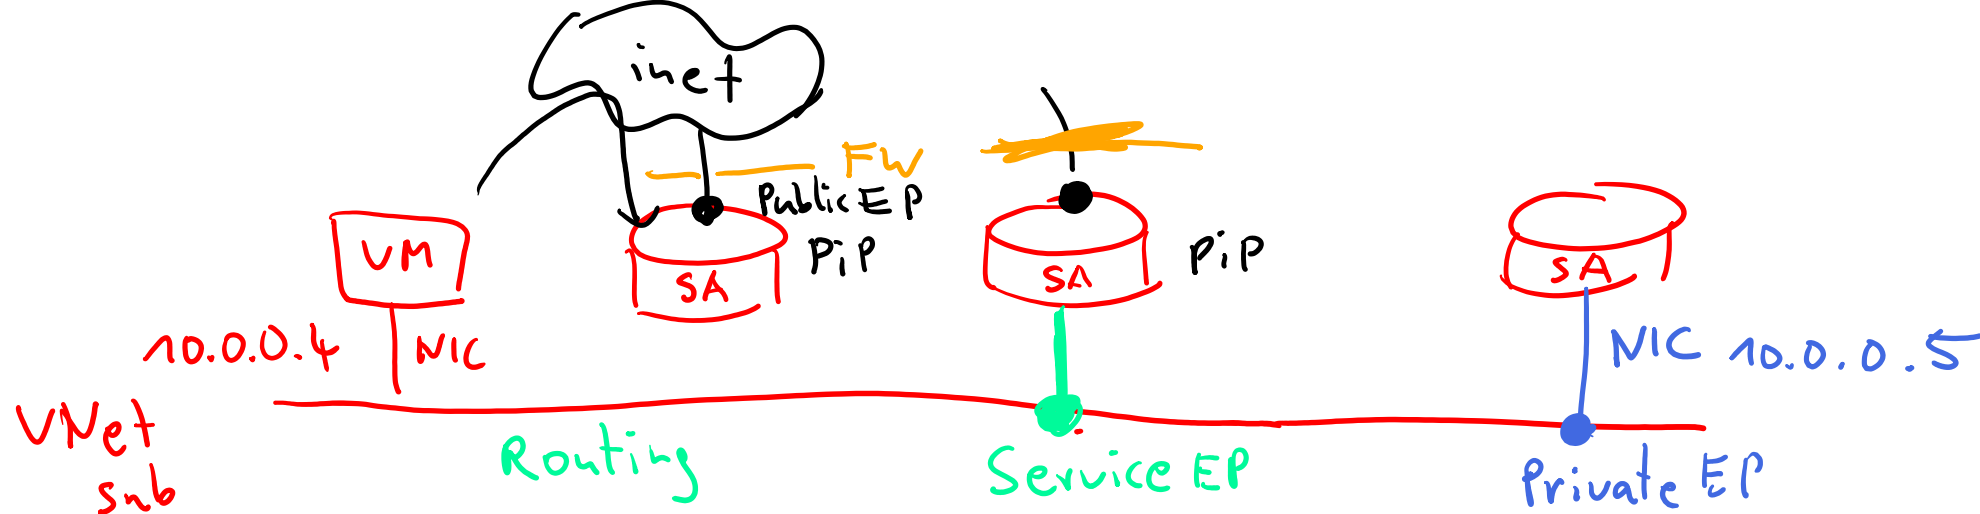 inet
FW
Public EP
PiP
VM
SA
SA
PiP
SA
10.0.0.4
NIC
NIC 10.0.0.5
VNet
Sub
Routing
Service EP
Private EP